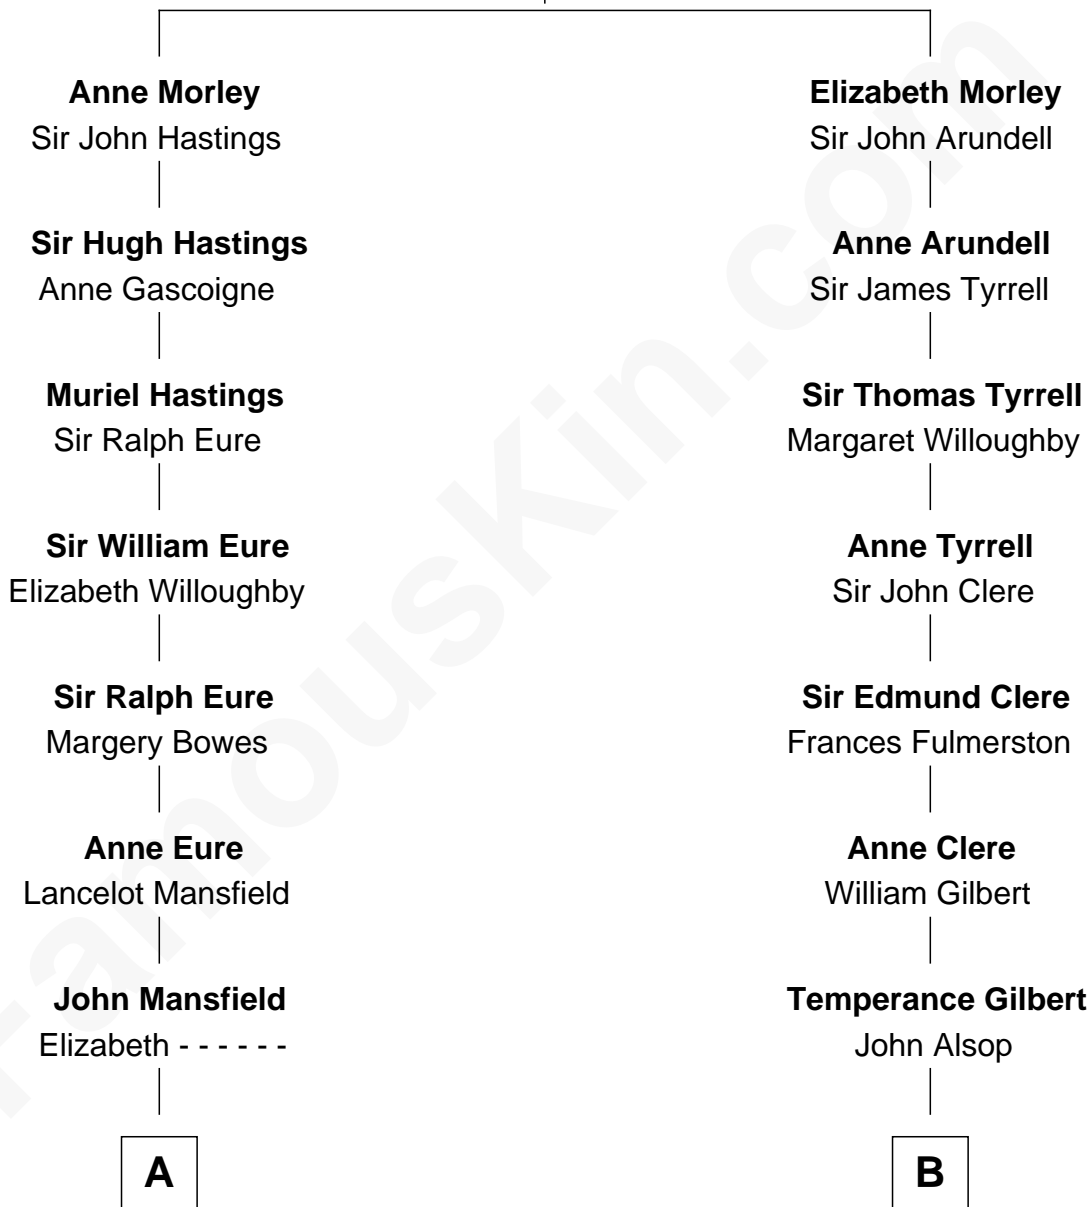 Anne Morley
Sir John Hastings
Sir Hugh Hastings
Anne Gascoigne
Muriel Hastings
Sir Ralph Eure
Sir William Eure
Elizabeth Willoughby
Sir Ralph Eure
Margery Bowes
Anne Eure
Lancelot Mansfield
John Mansfield
Elizabeth - - - - - -
A
Elizabeth Morley
Sir John Arundell
Anne Arundell
Sir James Tyrrell
Sir Thomas Tyrrell
Margaret Willoughby
Anne Tyrrell
Sir John Clere
Sir Edmund Clere
Frances Fulmerston
Anne Clere
William Gilbert
Temperance Gilbert
John Alsop
B
FamousKin.com